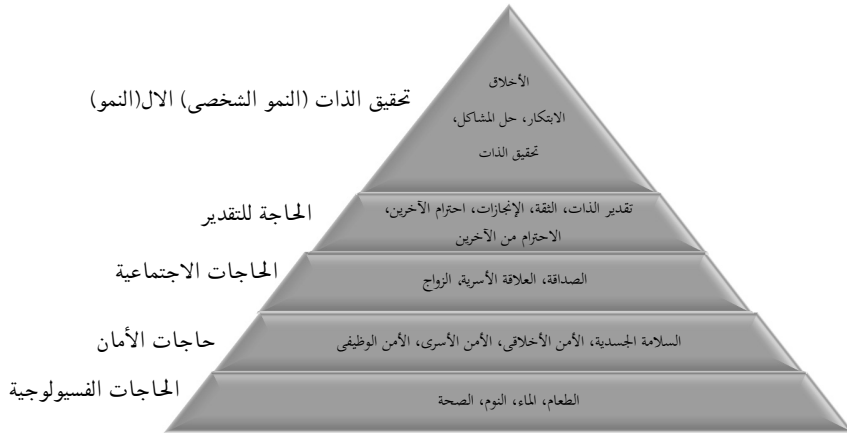 الأخلاق
تحقيق الذات (النمو الشخصى) الال(النمو)
الابتكار، حل المشاكل،
تحقيق الذات
تقدير الذات، الثقة، الإنجازات، احترام الآخرين،
الحاجة للتقدير
الاحترام من الآخرين
الحاجات الاجتماعية
الصداقة، العلاقة الأسرية، الزواج
حاجات الأمان
السلامة الجسدية، الأمن الأخلاقى، الأمن الأسرى، الأمن الوظيفى
الحاجات الفسيولوجية
الطعام، الماء، النوم، الصحة